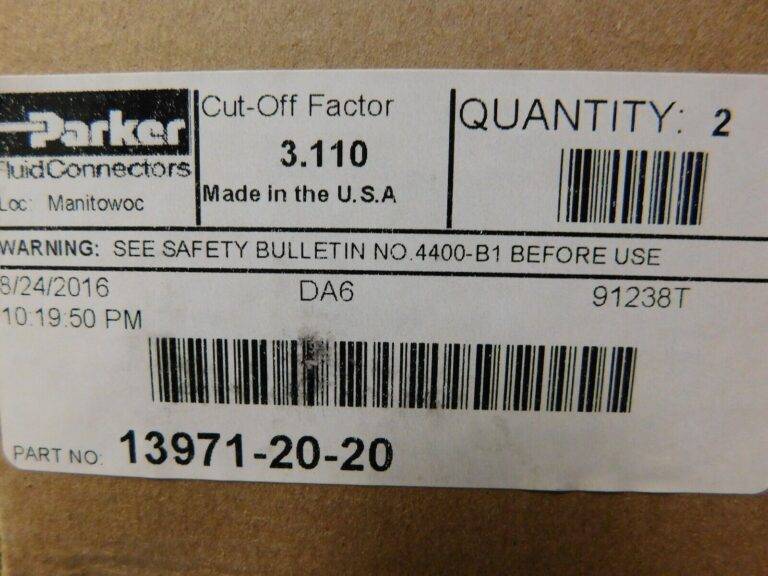 Parker
FluidConnectors
Loc: Manitowoc
Cut-Off Factor
3.110
Made in the U.S.A
QUANTITY: 2
WARNING: SEE SAFETY BULLETIN NO.4400-B1 BEFORE USE
8/24/2016 DA6 91238T
10:19:50 PM
PART NO: 13971-20-20